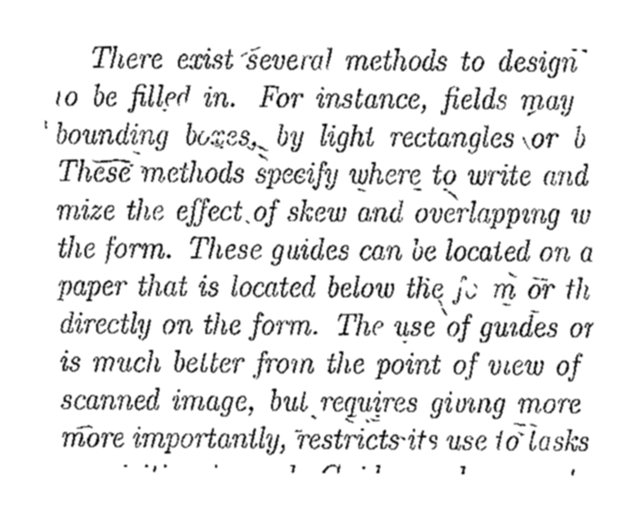 There exist several methods to design
to be filled in. For instance, fields may
bounding boxes, by light rectangles or b
These methods specify where to write and
mize the effect of skew and overlapping w
the form. These guides can be located on a
paper that is located below the form or th
directly on the form. The use of guides or
is much better from the point of view of
scanned image, but requires giving more
more importantly, restricts its use to tasks